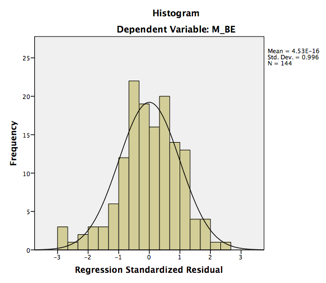 Histogram
Dependent Variable: M_BE
Mean = 4.53E-16
Std. Dev. = 0.996
N = 144
25
20
15
10
5
0
Frequency
-3 -2 -1 0 1 2 3
Regression Standardized Residual